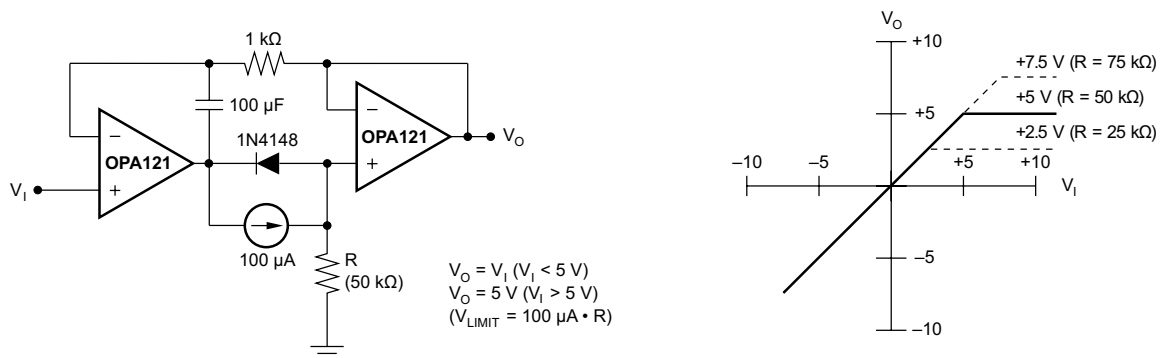 1 kΩ
100 µF
1N4148
OPA121
−
+
OPA121
−
+
V_I
V_O
100 µA
R
(50 kΩ)
V_O = V_I (V_I < 5 V)
V_O = 5 V (V_I > 5 V)
(V_LIMIT = 100 µA • R)
V_O
+10
+7.5 V (R = 75 kΩ)
+5 V (R = 50 kΩ)
+5
+2.5 V (R = 25 kΩ)
−10
−5
+5
+10
V_I
−5
−10